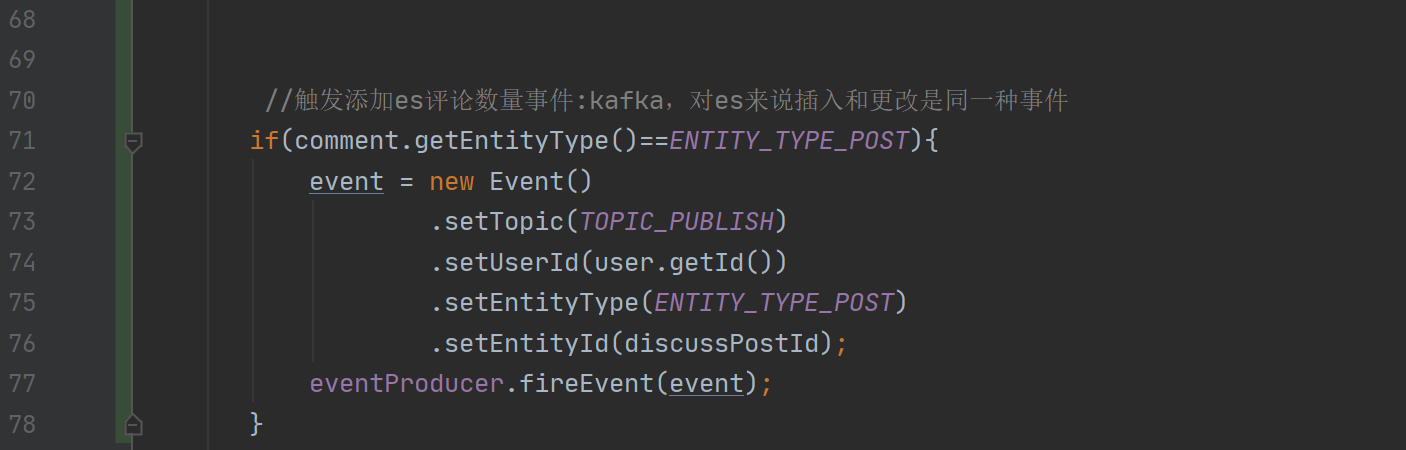 68
69
70 //触发添加es评论数量事件:kafka，对es来说插入和更改是同一种事件
71 if(comment.getEntityType()==ENTITY_TYPE_POST){
72 event = new Event()
73 .setTopic(TOPIC_PUBLISH)
74 .setUserId(user.getId())
75 .setEntityType(ENTITY_TYPE_POST)
76 .setEntityId(discussPostId);
77 eventProducer.fireEvent(event);
78 }